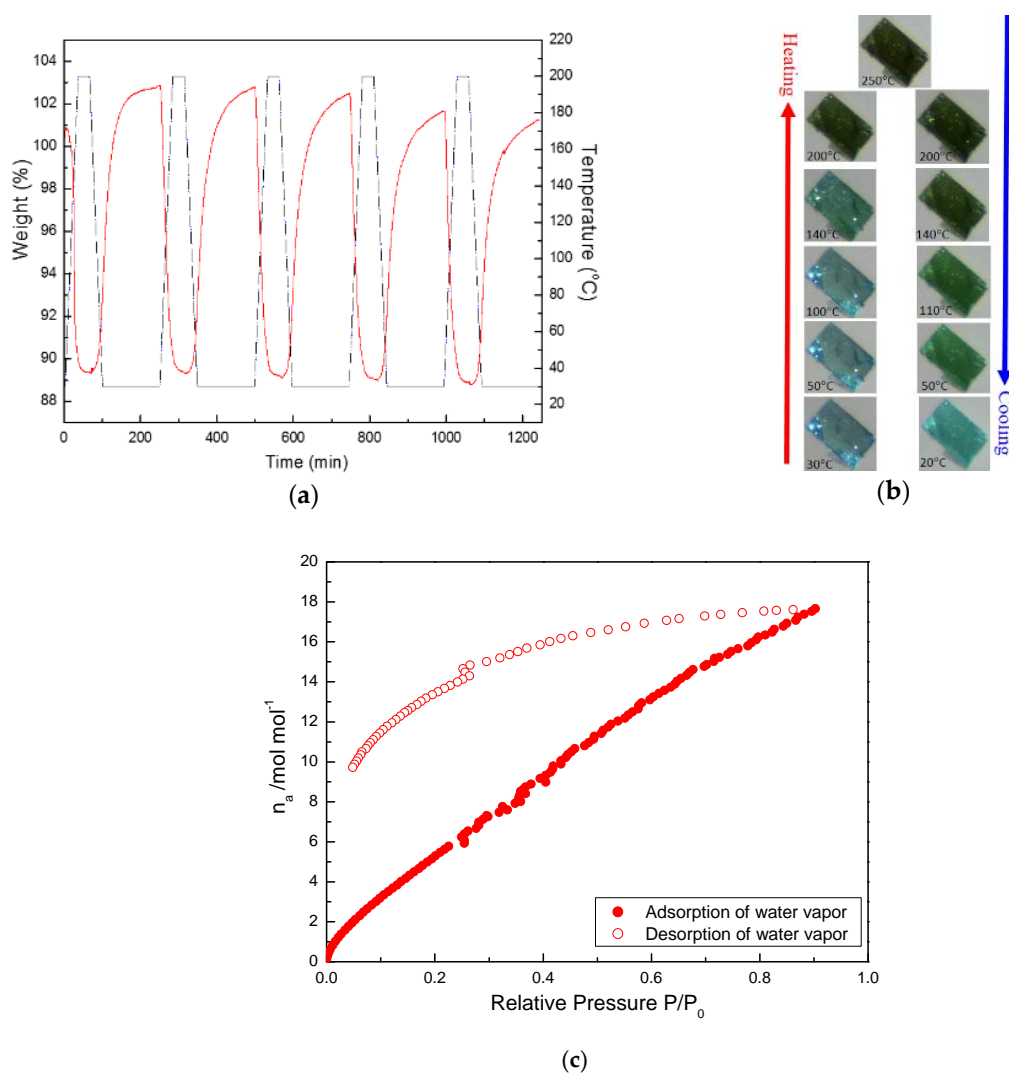 104
102
100
98
96
94
92
90
88
Weight (%)
220
200
180
160
140
120
100
80
60
40
20
Temperature (°C)
0 200 400 600 800 1000 1200
Time (min)
(a)
Heating
Cooling
250°C
200°C 200°C
140°C 140°C
100°C 110°C
50°C 50°C
30°C 20°C
(b)
20
18
16
14
12
10
8
6
4
2
0
nₐ /mol mol⁻¹
Adsorption of water vapor
Desorption of water vapor
0.0 0.2 0.4 0.6 0.8 1.0
Relative Pressure P/P₀
(c)